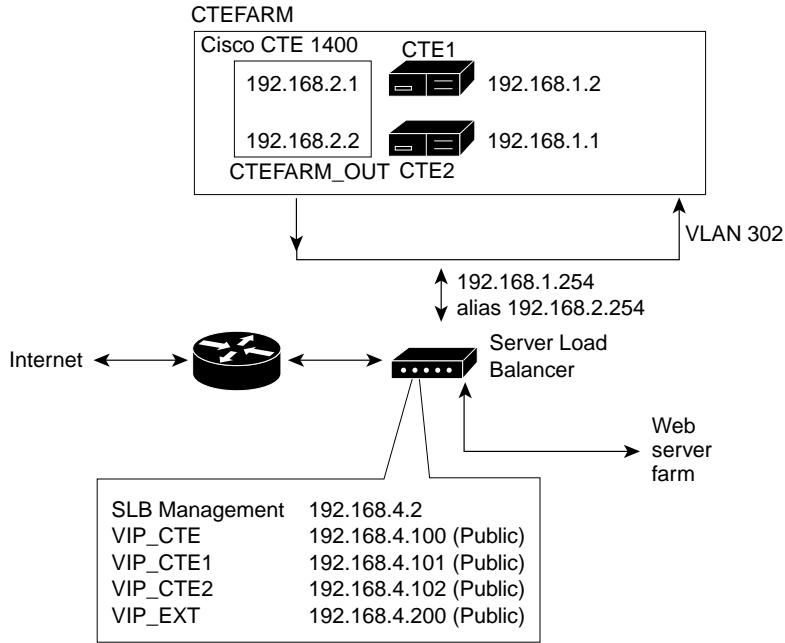 CTEFARM
Cisco CTE 1400
CTE1
192.168.2.1
192.168.1.2
192.168.2.2
192.168.1.1
CTEFARM_OUT
CTE2
VLAN 302
192.168.1.254
alias 192.168.2.254
Server Load
Balancer
Internet
Web
server
farm
SLB Management 192.168.4.2
VIP_CTE 192.168.4.100 (Public)
VIP_CTE1 192.168.4.101 (Public)
VIP_CTE2 192.168.4.102 (Public)
VIP_EXT 192.168.4.200 (Public)